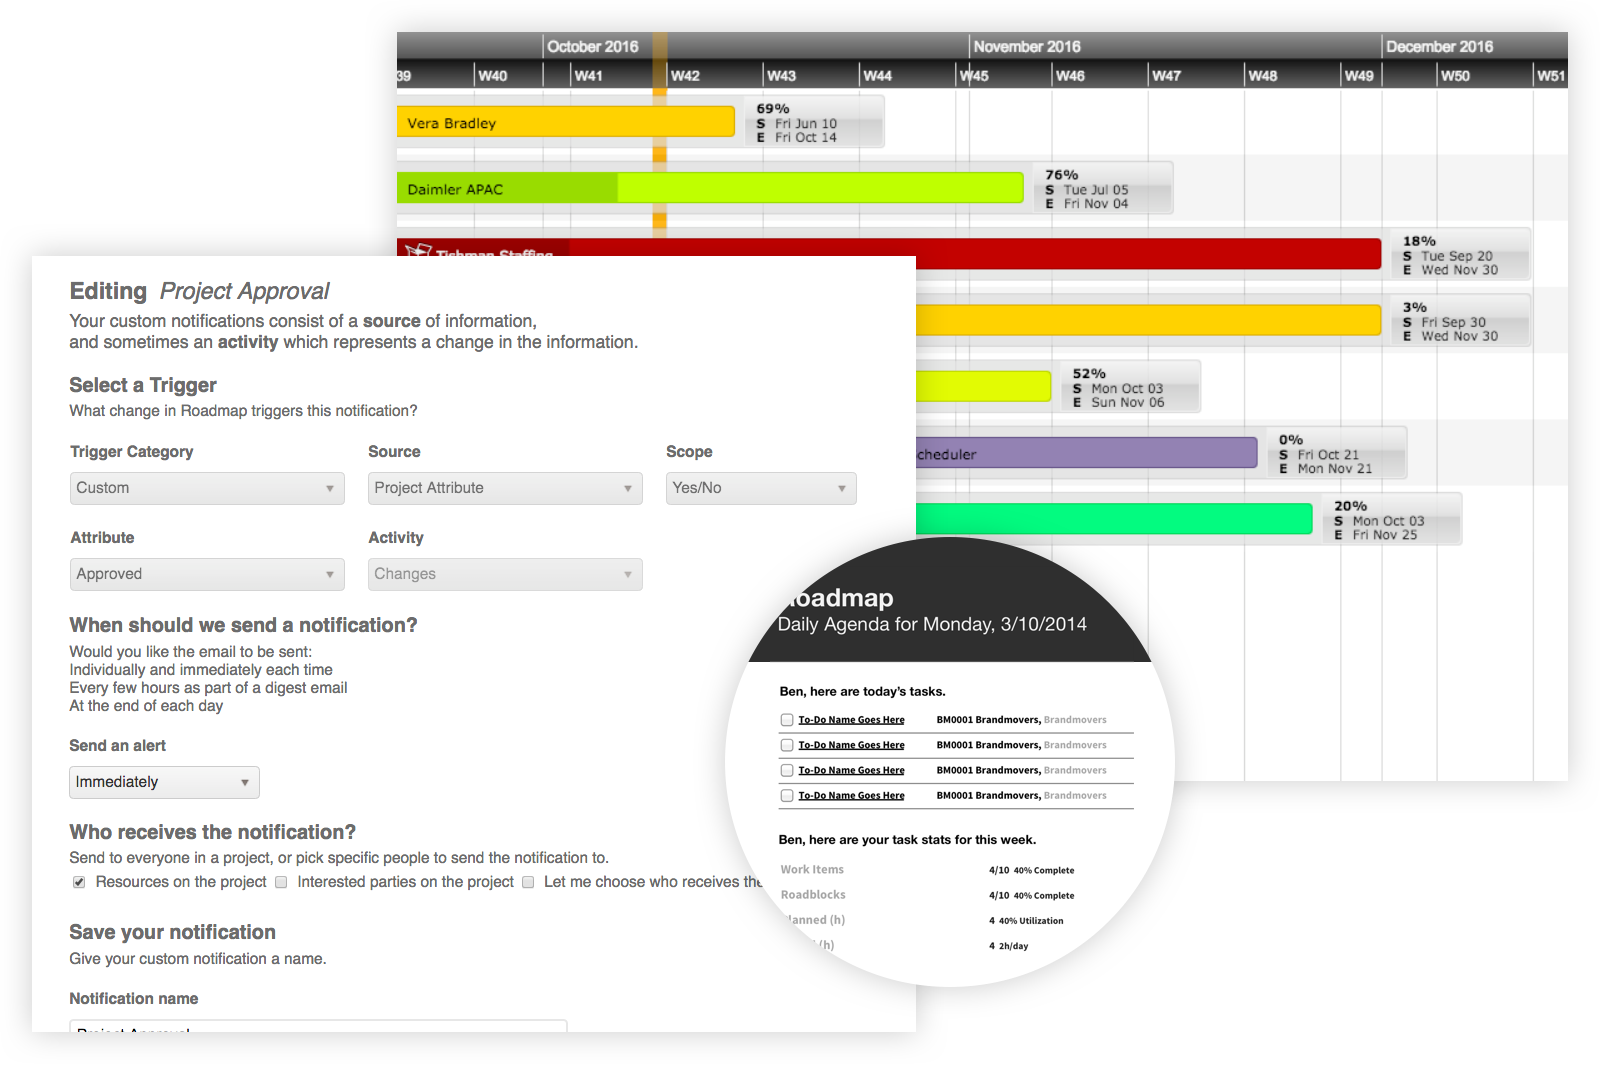 October 2016
November 2016
December 2016
39 W40 W41 W42 W43 W44 W45 W46 W47 W48 W49 W50 W51
Vera Bradley
69%
S Fri Jun 10
E Fri Oct 14
Daimler APAC
76%
S Tue Jul 05
E Fri Nov 04
Tishman Staffing
18%
S Tue Sep 20
E Wed Nov 30
3%
S Fri Sep 30
E Wed Nov 30
52%
S Mon Oct 03
E Sun Nov 06
cheduler
0%
S Fri Oct 21
E Mon Nov 21
20%
S Mon Oct 03
E Fri Nov 25
Editing Project Approval
Your custom notifications consist of a source of information,
and sometimes an activity which represents a change in the information.
Select a Trigger
What change in Roadmap triggers this notification?
Trigger Category Source Scope
Custom Project Attribute Yes/No
Attribute Activity
Approved Changes
When should we send a notification?
Would you like the email to be sent:
Individually and immediately each time
Every few hours as part of a digest email
At the end of each day
Send an alert
Immediately
Who receives the notification?
Send to everyone in a project, or pick specific people to send the notification to.
Resources on the project Interested parties on the project Let me choose who receives the
Save your notification
Give your custom notification a name.
Notification name
Project Approval
Roadmap
Daily Agenda for Monday, 3/10/2014
Ben, here are today's tasks.
To-Do Name Goes Here BM0001 Brandmovers, Brandmovers
To-Do Name Goes Here BM0001 Brandmovers, Brandmovers
To-Do Name Goes Here BM0001 Brandmovers, Brandmovers
To-Do Name Goes Here BM0001 Brandmovers, Brandmovers
Ben, here are your task stats for this week.
Work Items 4/10 40% Complete
Roadblocks 4/10 40% Complete
Planned (h) 4 40% Utilization
(h) 4 2h/day